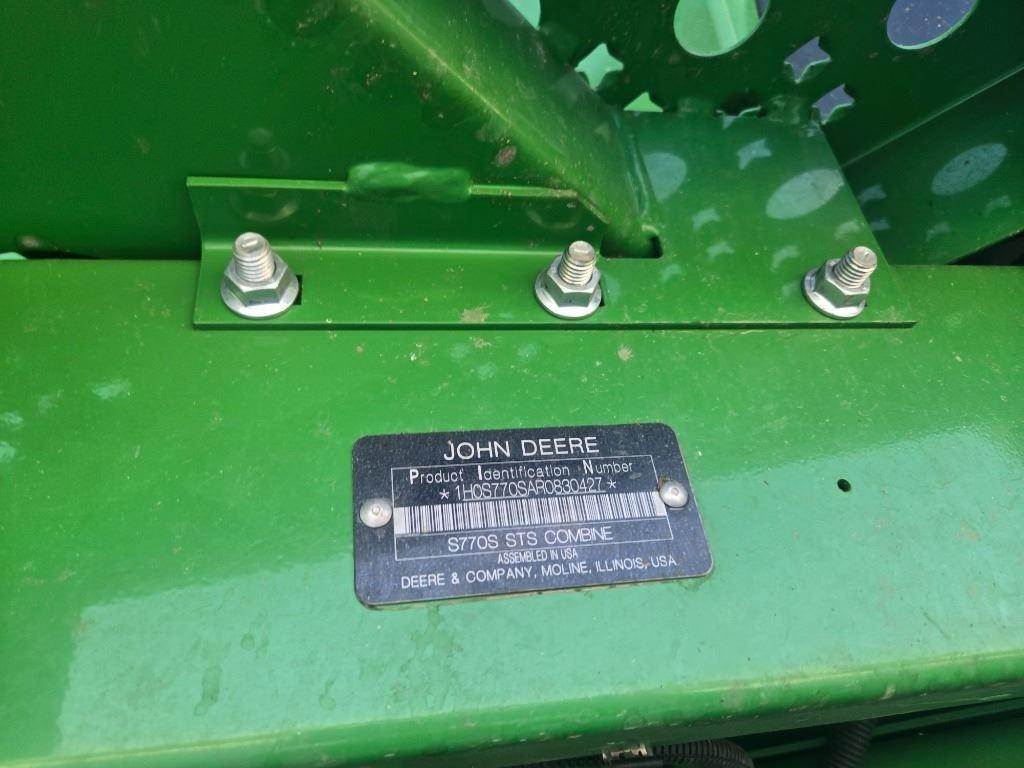 JOHN DEERE
Product Identification Number
*1H0S770SAR0830427*
S770S STS COMBINE
ASSEMBLED IN USA
DEERE & COMPANY, MOLINE, ILLINOIS, USA